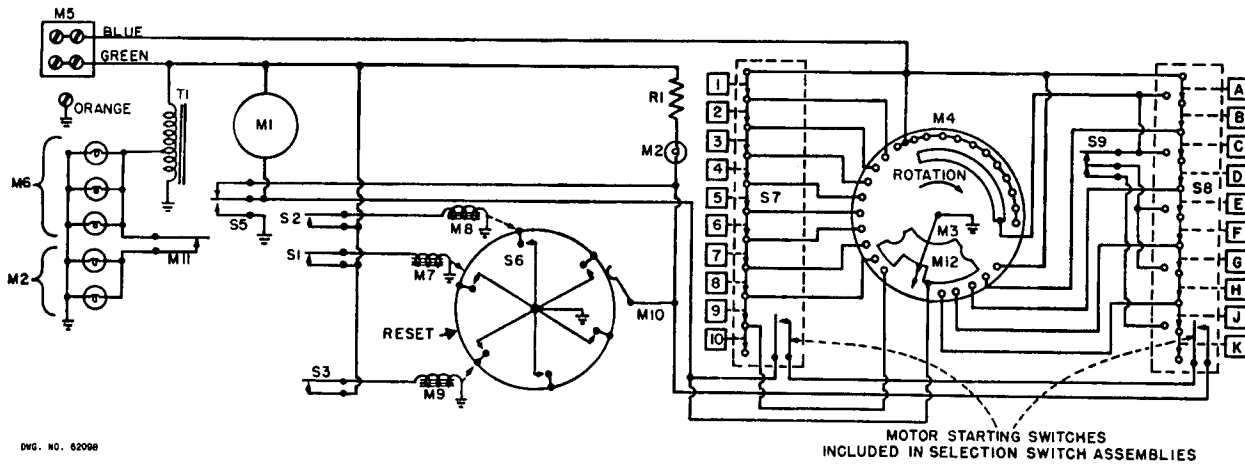 M5
BLUE
GREEN
ORANGE
T1
M1
M6
M2
M11
S5
S2
S1
S3
M8
M7
M9
S6
RESET
M10
R1
M2
1
2
3
4
5
6
7
8
9
10
S7
M4
ROTATION
M3
M12
S9
S8
A
B
C
D
E
F
G
H
J
K
MOTOR STARTING SWITCHES
INCLUDED IN SELECTION SWITCH ASSEMBLIES
DWG. NO. 62098